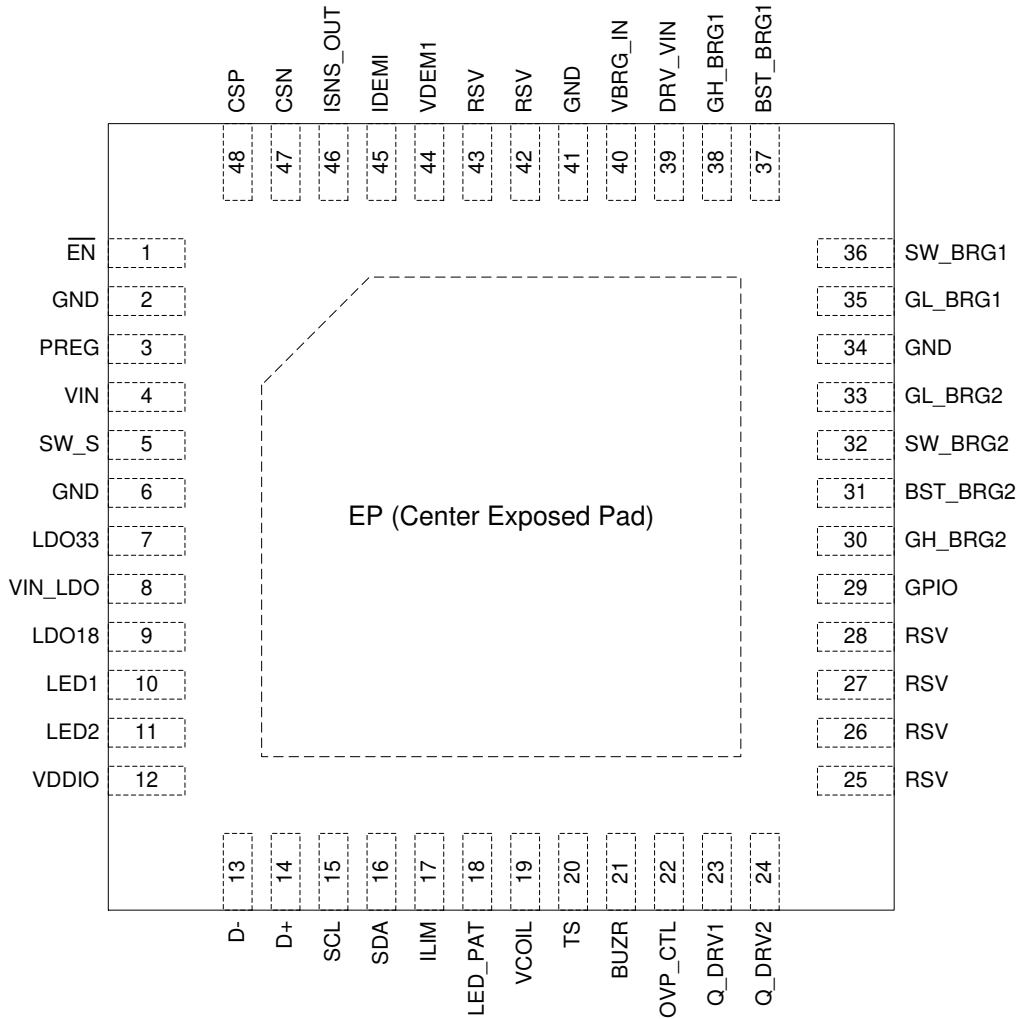 CSP CSN ISNS_OUT IDEMI VDEM1 RSV RSV GND VBRG_IN DRV_VIN GH_BRG1 BST_BRG1
48 47 46 45 44 43 42 41 40 39 38 37
EN 1 36 SW_BRG1
GND 2 35 GL_BRG1
PREG 3 34 GND
VIN 4 33 GL_BRG2
SW_S 5 32 SW_BRG2
GND 6 31 BST_BRG2
EP (Center Exposed Pad)
LDO33 7 30 GH_BRG2
VIN_LDO 8 29 GPIO
LDO18 9 28 RSV
LED1 10 27 RSV
LED2 11 26 RSV
VDDIO 12 25 RSV
13 14 15 16 17 18 19 20 21 22 23 24
D- D+ SCL SDA ILIM LED_PAT VCOIL TS BUZR OVP_CTL Q_DRV1 Q_DRV2